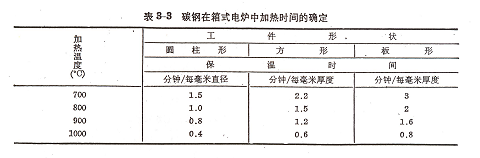 表 3-3 碳钢在箱式电炉中加热时间的确定
加热温度(℃) 工件形状
圆柱形 方形 板形
保温时间
分钟/每毫米直径 分钟/每毫米厚度 分钟/每毫米厚度
700 1.5 2.2 3
800 1.0 1.5 2
900 0.8 1.2 1.6
1000 0.4 0.6 0.8